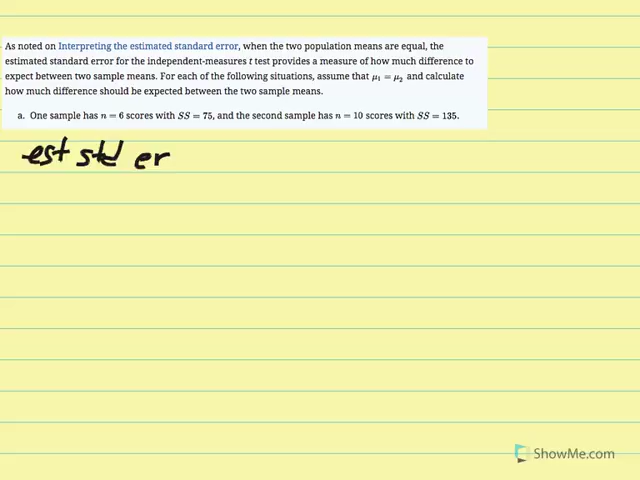 As noted on Interpreting the estimated standard error, when the two population means are equal, the
estimated standard error for the independent-measures t test provides a measure of how much difference to
expect between two sample means. For each of the following situations, assume that μ₁ = μ₂ and calculate
how much difference should be expected between the two sample means.
a. One sample has n = 6 scores with SS = 75, and the second sample has n = 10 scores with SS = 135.
est std er
ShowMe.com